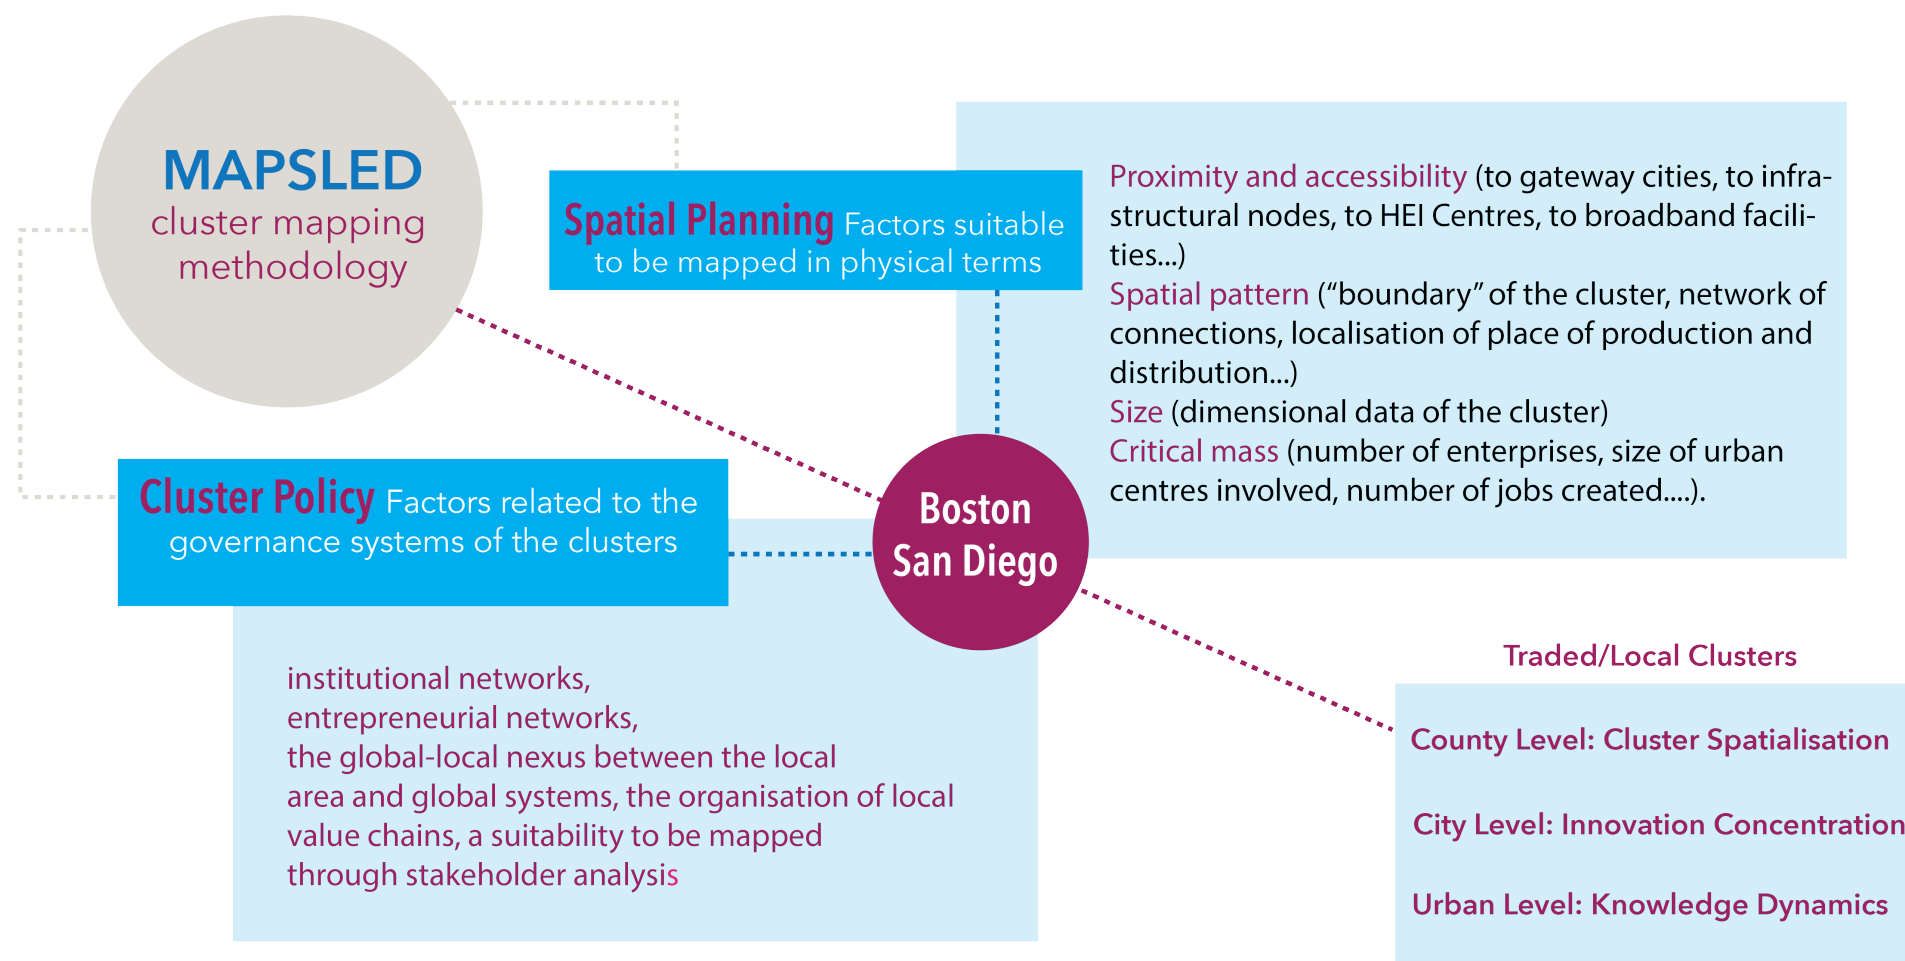 MAPSLED
cluster mapping
methodology
Spatial Planning Factors suitable
to be mapped in physical terms
Proximity and accessibility (to gateway cities, to infra-
structural nodes, to HEI Centres, to broadband facili-
ties...)
Spatial pattern (“boundary” of the cluster, network of
connections, localisation of place of production and
distribution...)
Size (dimensional data of the cluster)
Critical mass (number of enterprises, size of urban
centres involved, number of jobs created....).
Cluster Policy Factors related to the
governance systems of the clusters
Boston
San Diego
institutional networks,
entrepreneurial networks,
the global-local nexus between the local
area and global systems, the organisation of local
value chains, a suitability to be mapped
through stakeholder analysis
Traded/Local Clusters
County Level: Cluster Spatialisation
City Level: Innovation Concentration
Urban Level: Knowledge Dynamics